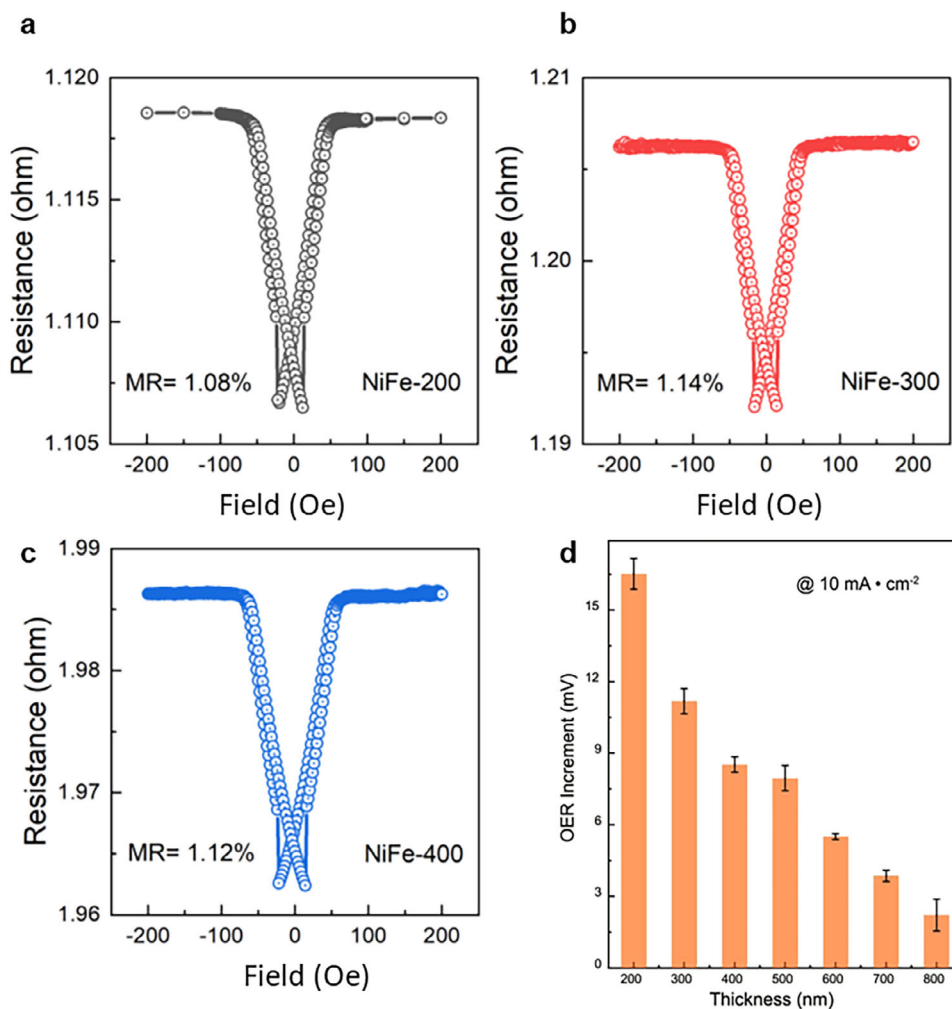 a
1.120
1.115
1.110
1.105
Resistance (ohm)
MR= 1.08%
NiFe-200
-200 -100 0 100 200
Field (Oe)
b
1.21
1.20
1.19
Resistance (ohm)
MR= 1.14%
NiFe-300
-200 -100 0 100 200
Field (Oe)
c
1.99
1.98
1.97
1.96
Resistance (ohm)
MR= 1.12%
NiFe-400
-200 -100 0 100 200
Field (Oe)
d
@ 10 mA • cm-2
15
12
9
6
3
0
OER Increment (mV)
200 300 400 500 600 700 800
Thickness (nm)